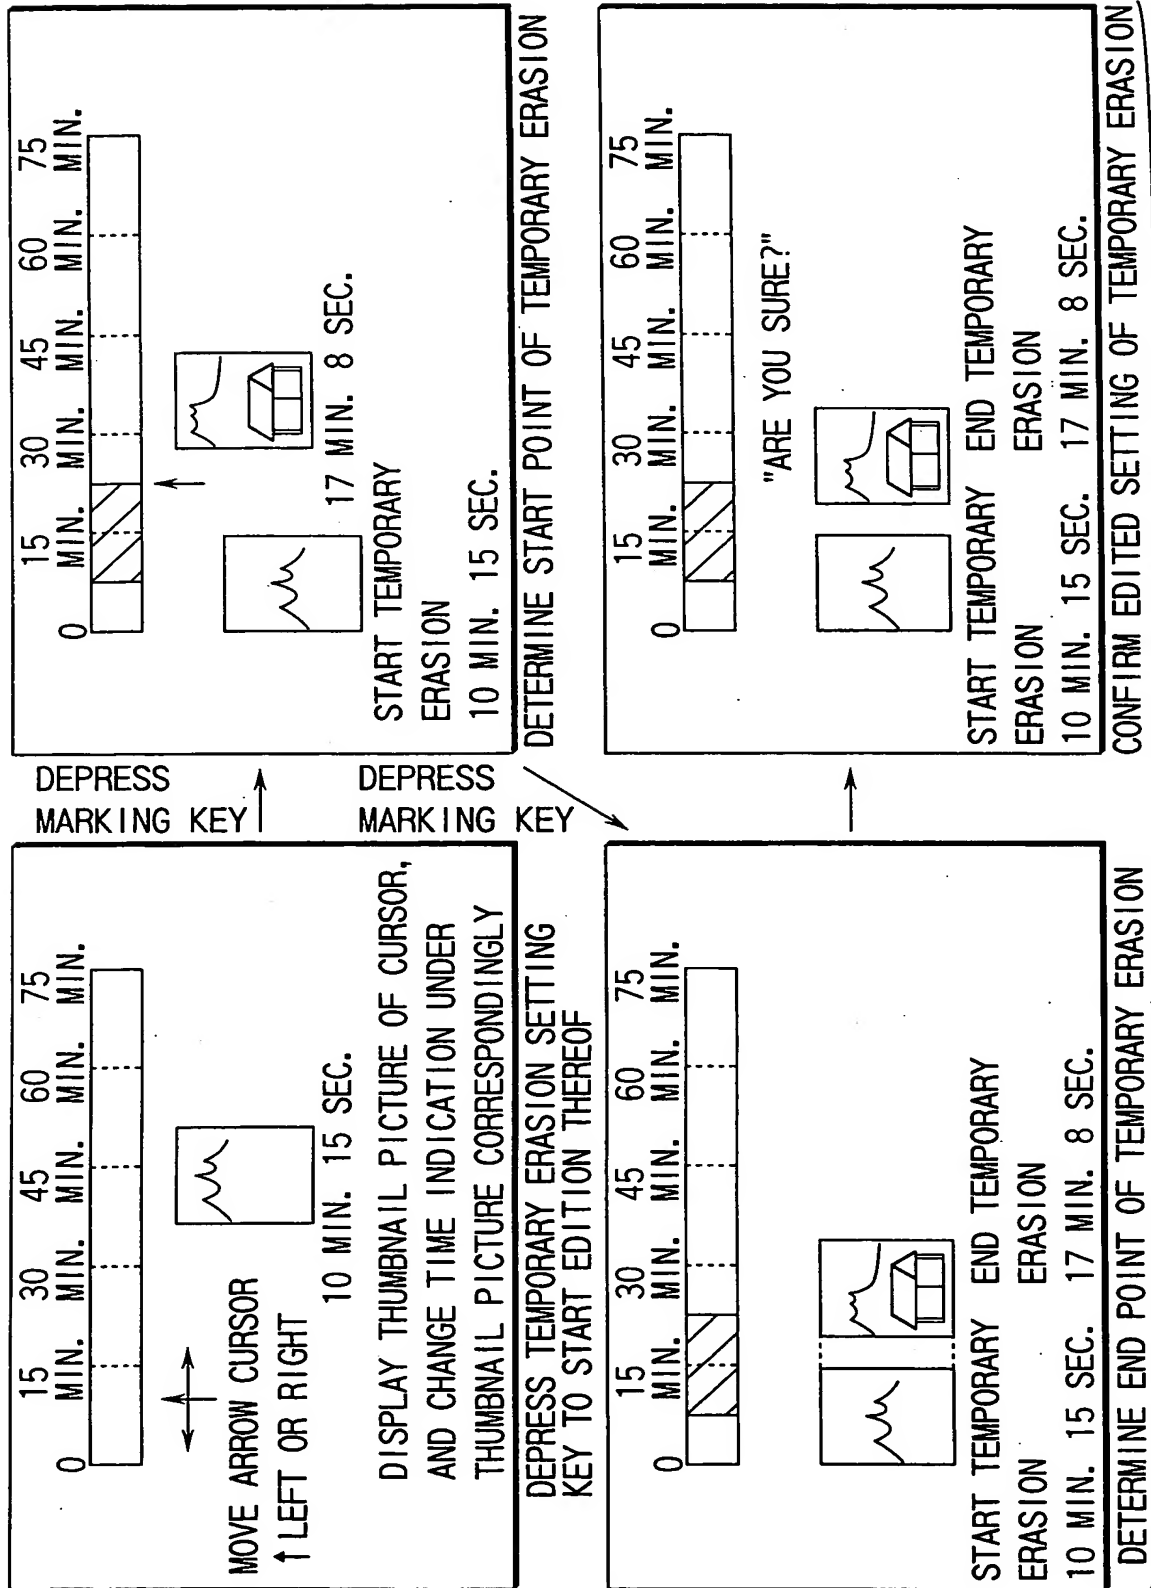 0
15 MIN.
30 MIN.
45 MIN.
60 MIN.
75 MIN.
MOVE ARROW CURSOR
↑ LEFT OR RIGHT
10 MIN. 15 SEC.
DISPLAY THUMBNAIL PICTURE OF CURSOR,
AND CHANGE TIME INDICATION UNDER
THUMBNAIL PICTURE CORRESPONDINGLY
DEPRESS TEMPORARY ERASION SETTING
KEY TO START EDITION THEREOF
DEPRESS
MARKING KEY
0
15 MIN.
30 MIN.
45 MIN.
60 MIN.
75 MIN.
17 MIN. 8 SEC.
START TEMPORARY
ERASION
10 MIN. 15 SEC.
DETERMINE START POINT OF TEMPORARY ERASION
DEPRESS
MARKING KEY
0
15 MIN.
30 MIN.
45 MIN.
60 MIN.
75 MIN.
START TEMPORARY END TEMPORARY
ERASION ERASION
10 MIN. 15 SEC. 17 MIN. 8 SEC.
DETERMINE END POINT OF TEMPORARY ERASION
0
15 MIN.
30 MIN.
45 MIN.
60 MIN.
75 MIN.
"ARE YOU SURE?"
START TEMPORARY END TEMPORARY
ERASION ERASION
10 MIN. 15 SEC. 17 MIN. 8 SEC.
CONFIRM EDITED SETTING OF TEMPORARY ERASION